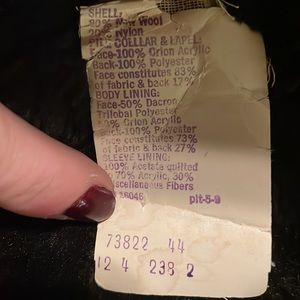 SHELL:
80% New Wool
20% Nylon
PILE COLLAR & LAPEL:
Face-100% Orlon Acrylic
Back-100% Polyester
Face constitutes 83%
of fabric & back 17%
BODY LINING:
Face-50% Dacron
Trilobal Polyester
50% Orlon Acrylic
Back-100% Polyester
Face constitutes 73%
of fabric & back 27%
SLEEVE LINING:
100% Acetate quilted
to 70% Acrylic, 30%
Miscellaneous Fibers
26046 plt-5-9
73822 44
12 4 238 2